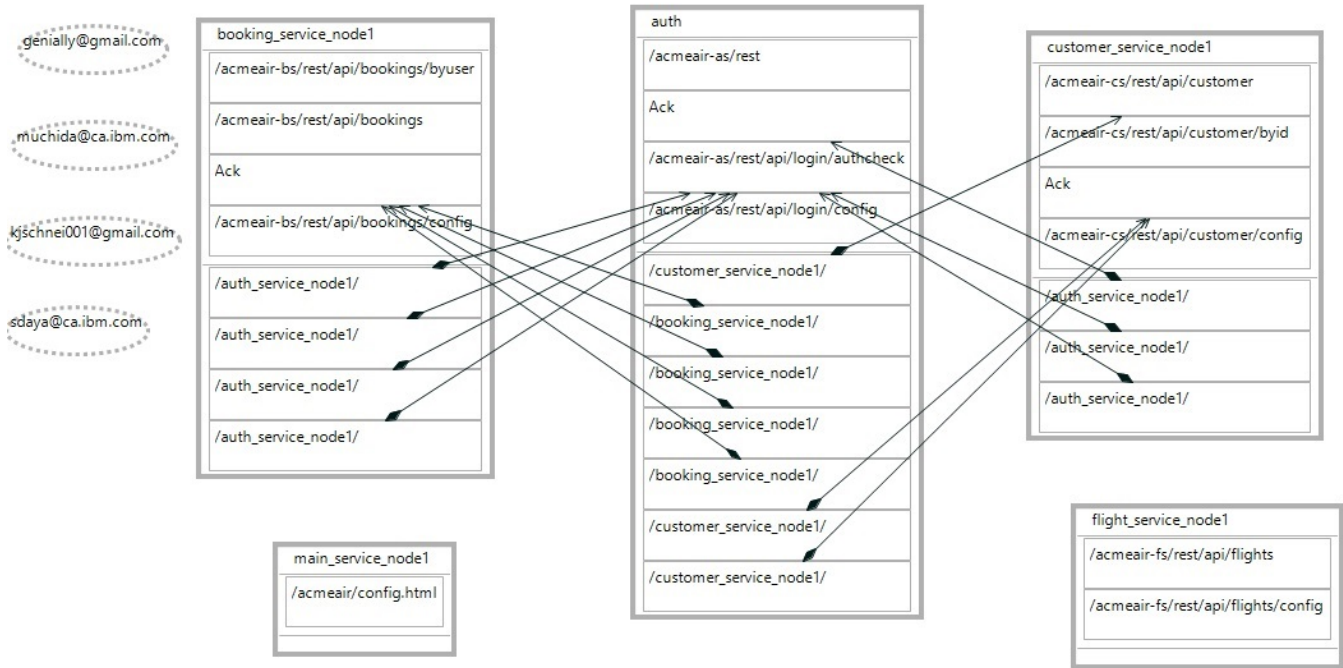 genially@gmail.com
muchida@ca.ibm.com
kjschnei001@gmail.com
sdaya@ca.ibm.com
booking_service_node1
/acmeair-bs/rest/api/bookings/byuser
/acmeair-bs/rest/api/bookings
Ack
/acmeair-bs/rest/api/bookings/config
/auth_service_node1/
/auth_service_node1/
/auth_service_node1/
/auth_service_node1/
main_service_node1
/acmeair/config.html
auth
/acmeair-as/rest
Ack
/acmeair-as/rest/api/login/authcheck
/acmeair-as/rest/api/login/config
/customer_service_node1/
/booking_service_node1/
/booking_service_node1/
/booking_service_node1/
/booking_service_node1/
/customer_service_node1/
/customer_service_node1/
customer_service_node1
/acmeair-cs/rest/api/customer
/acmeair-cs/rest/api/customer/byid
Ack
/acmeair-cs/rest/api/customer/config
/auth_service_node1/
/auth_service_node1/
/auth_service_node1/
flight_service_node1
/acmeair-fs/rest/api/flights
/acmeair-fs/rest/api/flights/config